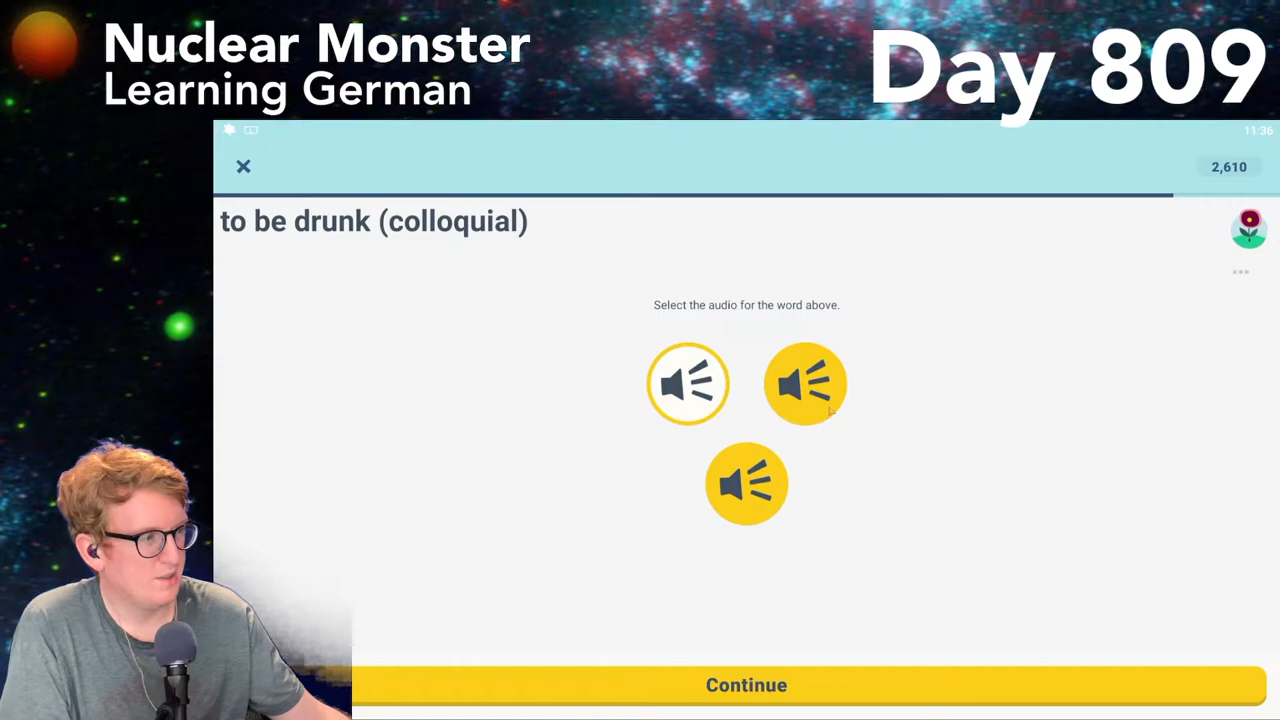 Nuclear Monster
Learning German
Day 809
11:36
2,610
to be drunk (colloquial)
Select the audio for the word above.
Continue